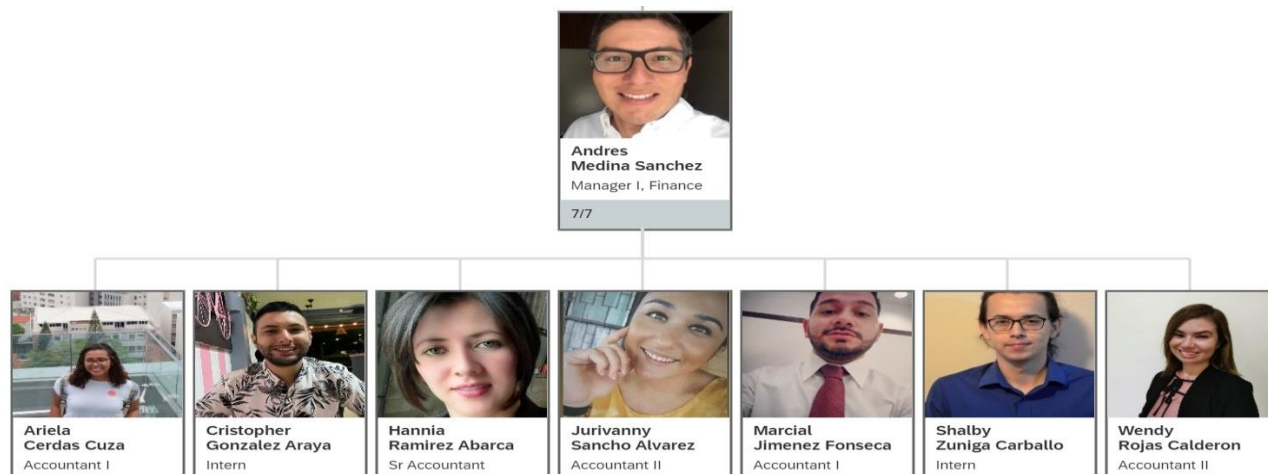 Andres
Medina Sanchez
Manager I, Finance
7/7
Ariela
Cerdas Cuza
Accountant I
Cristopher
Gonzalez Araya
Intern
Hannia
Ramirez Abarca
Sr Accountant
Jurivanny
Sancho Alvarez
Accountant II
Marcial
Jimenez Fonseca
Accountant I
Shalby
Zuniga Carballo
Intern
Wendy
Rojas Calderon
Accountant II